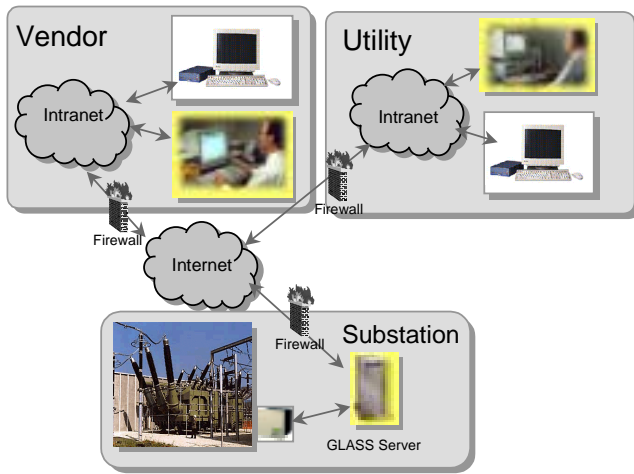 Vendor
Utility
Intranet
Intranet
Firewall
Firewall
Internet
Firewall
Substation
GLASS Server